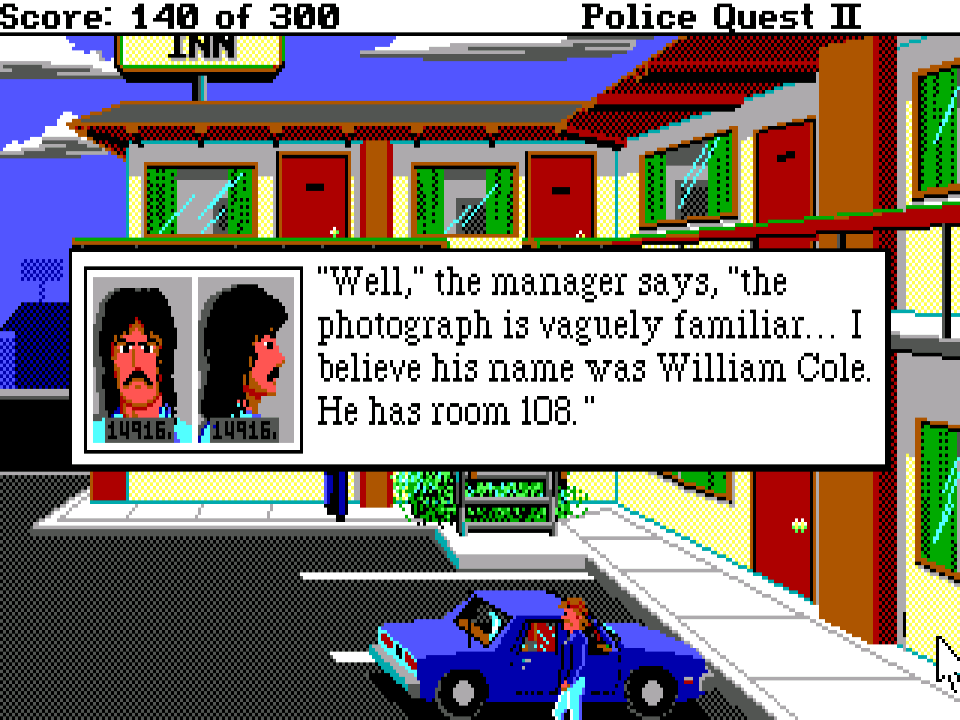 Score: 140 of 300
Police Quest II
INN
"Well," the manager says, "the
photograph is vaguely familiar... I
believe his name was William Cole.
He has room 108."
14916.
14916.